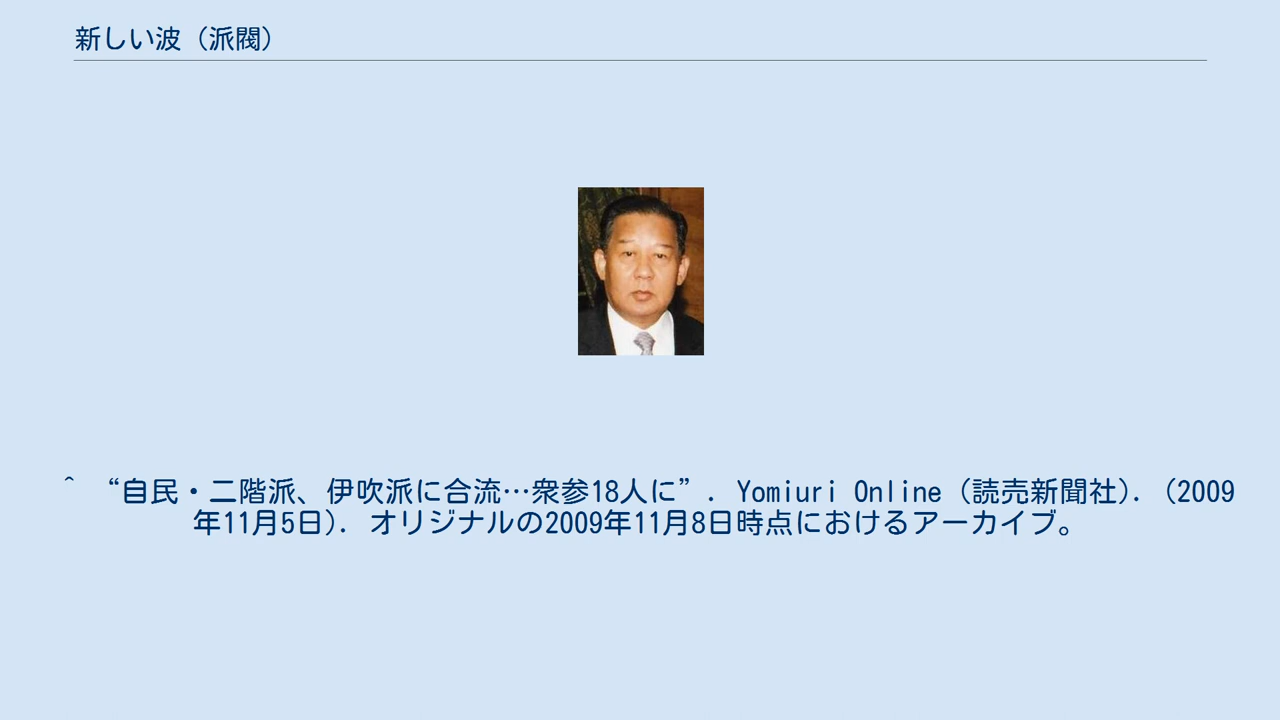 新しい波（派閥）
^ “自民・二階派、伊吹派に合流…衆参18人に”. Yomiuri Online（読売新聞社）. （2009
年11月5日）. オリジナルの2009年11月8日時点におけるアーカイブ。